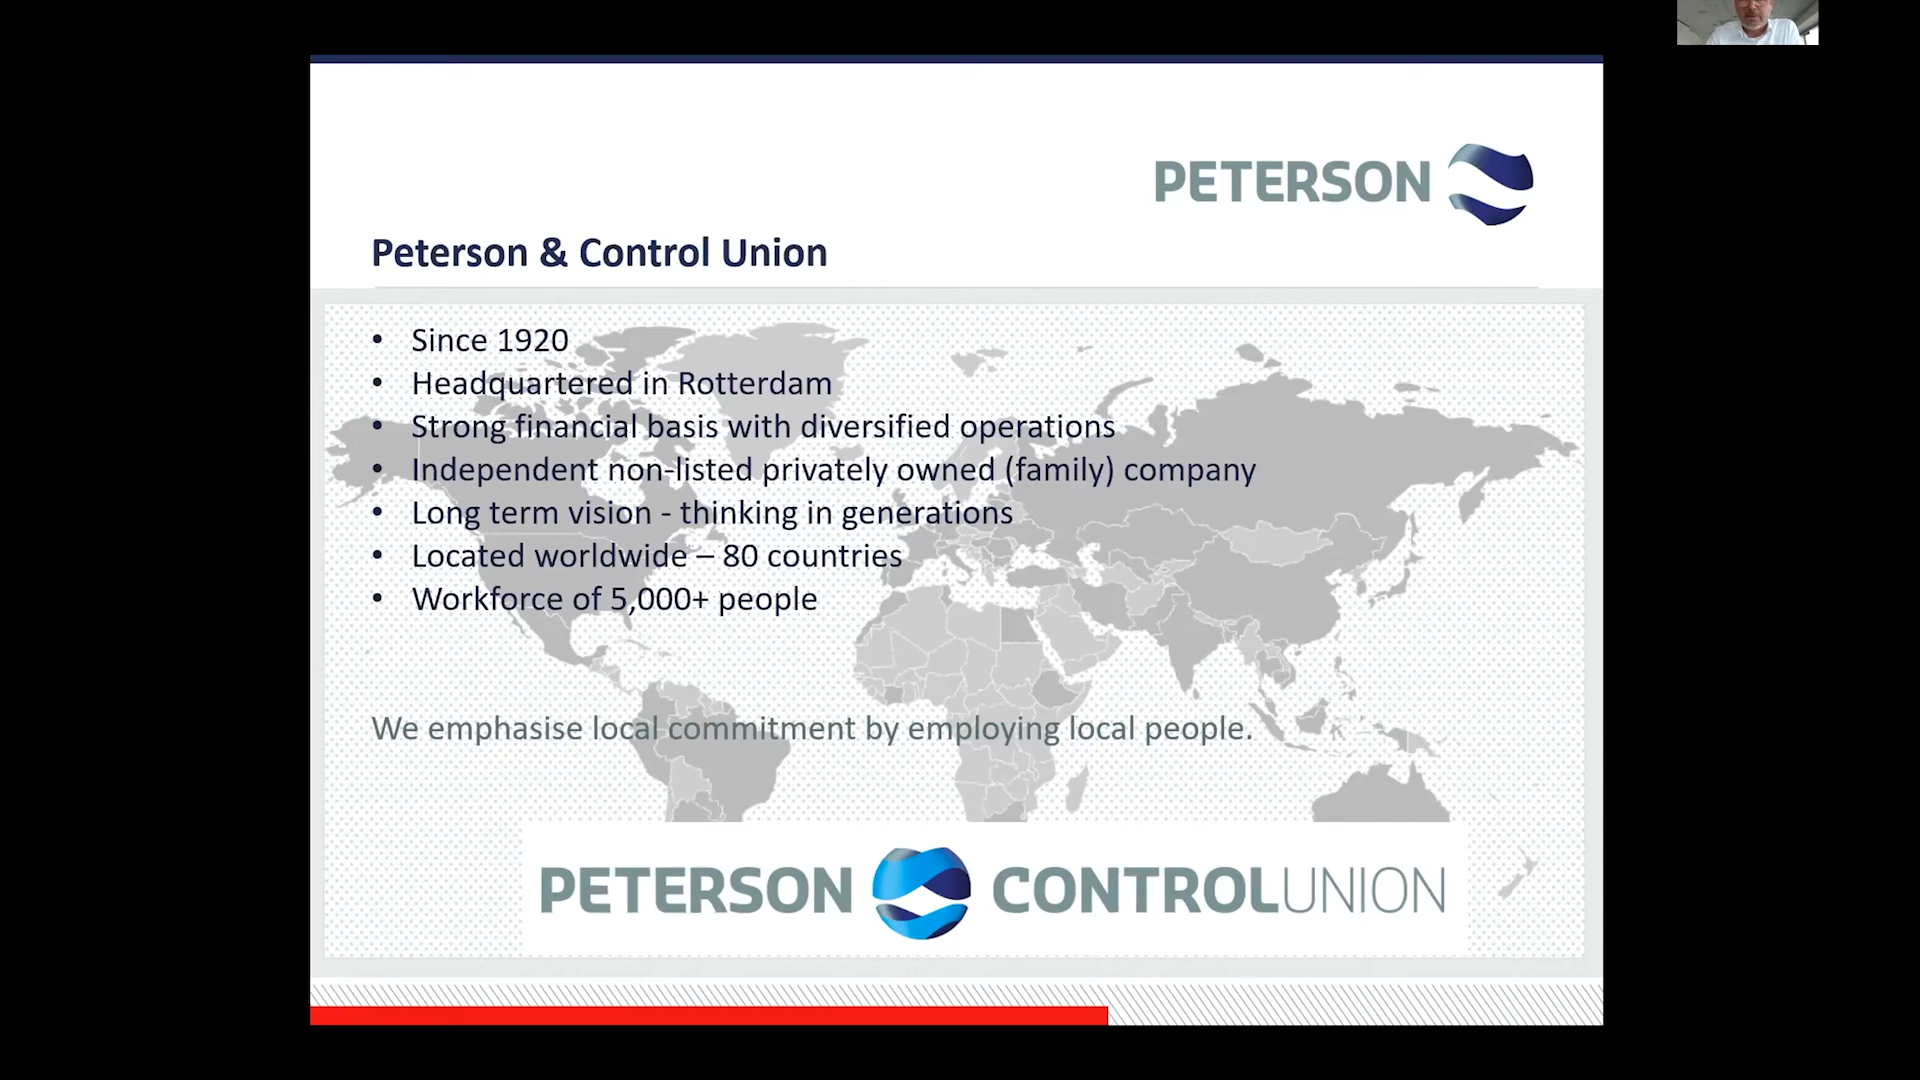 PETERSON
Peterson & Control Union
• Since 1920
• Headquartered in Rotterdam
• Strong financial basis with diversified operations
• Independent non-listed privately owned (family) company
• Long term vision - thinking in generations
• Located worldwide – 80 countries
• Workforce of 5,000+ people
We emphasise local commitment by employing local people.
PETERSON CONTROLUNION